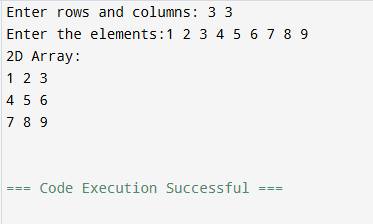 Enter rows and columns: 3 3
Enter the elements:1 2 3 4 5 6 7 8 9
2D Array:
1 2 3
4 5 6
7 8 9
=== Code Execution Successful ===